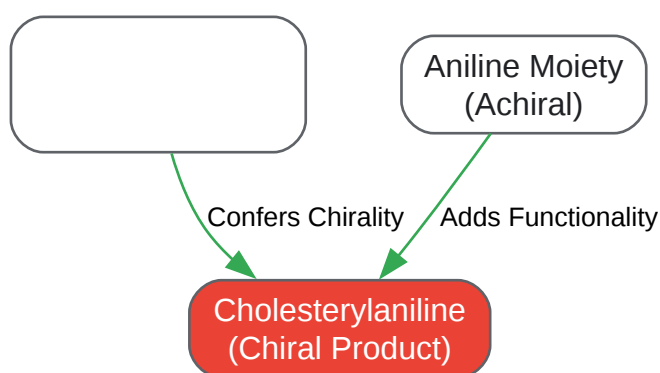 Aniline Moiety
(Achiral)
Confers Chirality
Adds Functionality
Cholesterylaniline
(Chiral Product)